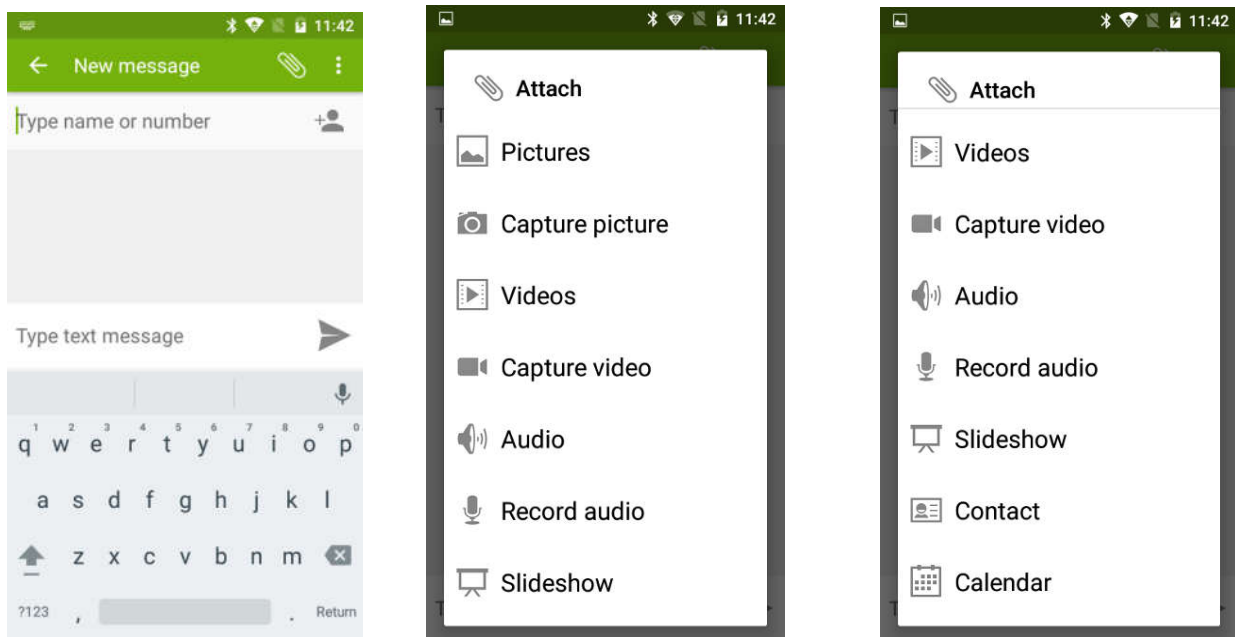 11:42
New message
Type name or number
Type text message
1 2 3 4 5 6 7 8 9 0
q w e r t y u i o p
a s d f g h j k l
z x c v b n m
?123 , . Return
11:42
Attach
T
Pictures
Capture picture
Videos
Capture video
Audio
Record audio
Slideshow
T
11:42
Attach
T
Videos
Capture video
Audio
Record audio
Slideshow
Contact
Calendar
T